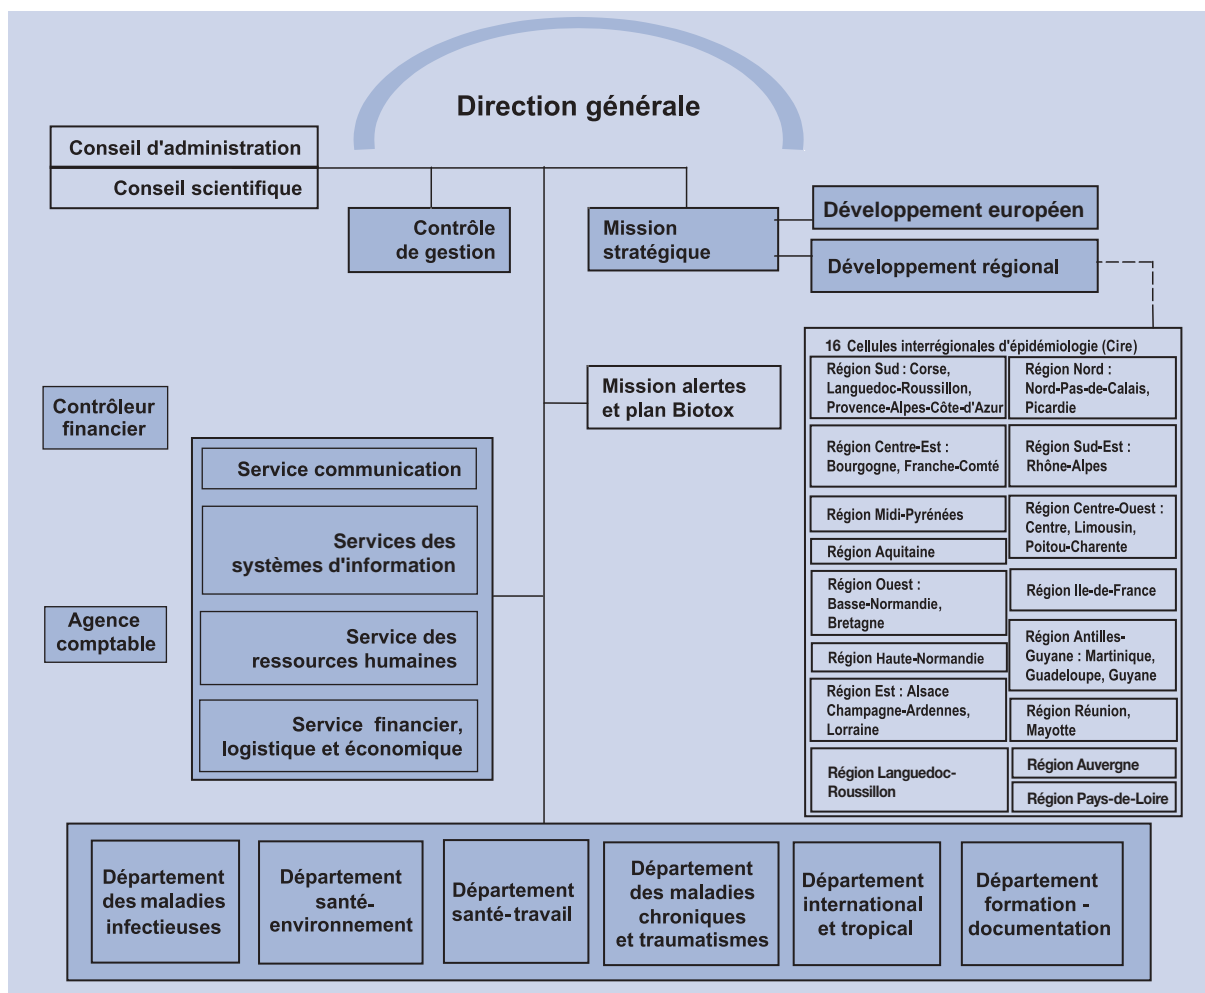 Direction générale
Conseil d'administration
Conseil scientifique
Contrôle
de gestion
Mission
stratégique
Développement européen
Développement régional
Mission alertes
et plan Biotox
Contrôleur
financier
Agence
comptable
Service communication
Services des
systèmes d'information
Service des
ressources humaines
Service financier,
logistique et économique
16 Cellules interrégionales d'épidémiologie (Cire)
Région Sud : Corse,
Languedoc-Roussillon,
Provence-Alpes-Côte-d'Azur
Région Nord :
Nord-Pas-de-Calais,
Picardie
Région Centre-Est :
Bourgogne, Franche-Comté
Région Sud-Est :
Rhône-Alpes
Région Midi-Pyrénées
Région Centre-Ouest :
Centre, Limousin,
Poitou-Charente
Région Aquitaine
Région Ouest :
Basse-Normandie,
Bretagne
Région Ile-de-France
Région Haute-Normandie
Région Antilles-
Guyane : Martinique,
Guadeloupe, Guyane
Région Est : Alsace
Champagne-Ardennes,
Lorraine
Région Réunion,
Mayotte
Région Languedoc-
Roussillon
Région Auvergne
Région Pays-de-Loire
Département
des maladies
infectieuses
Département
santé-
environnement
Département
santé-travail
Département
des maladies
chroniques
et traumatismes
Département
international
et tropical
Département
formation -
documentation